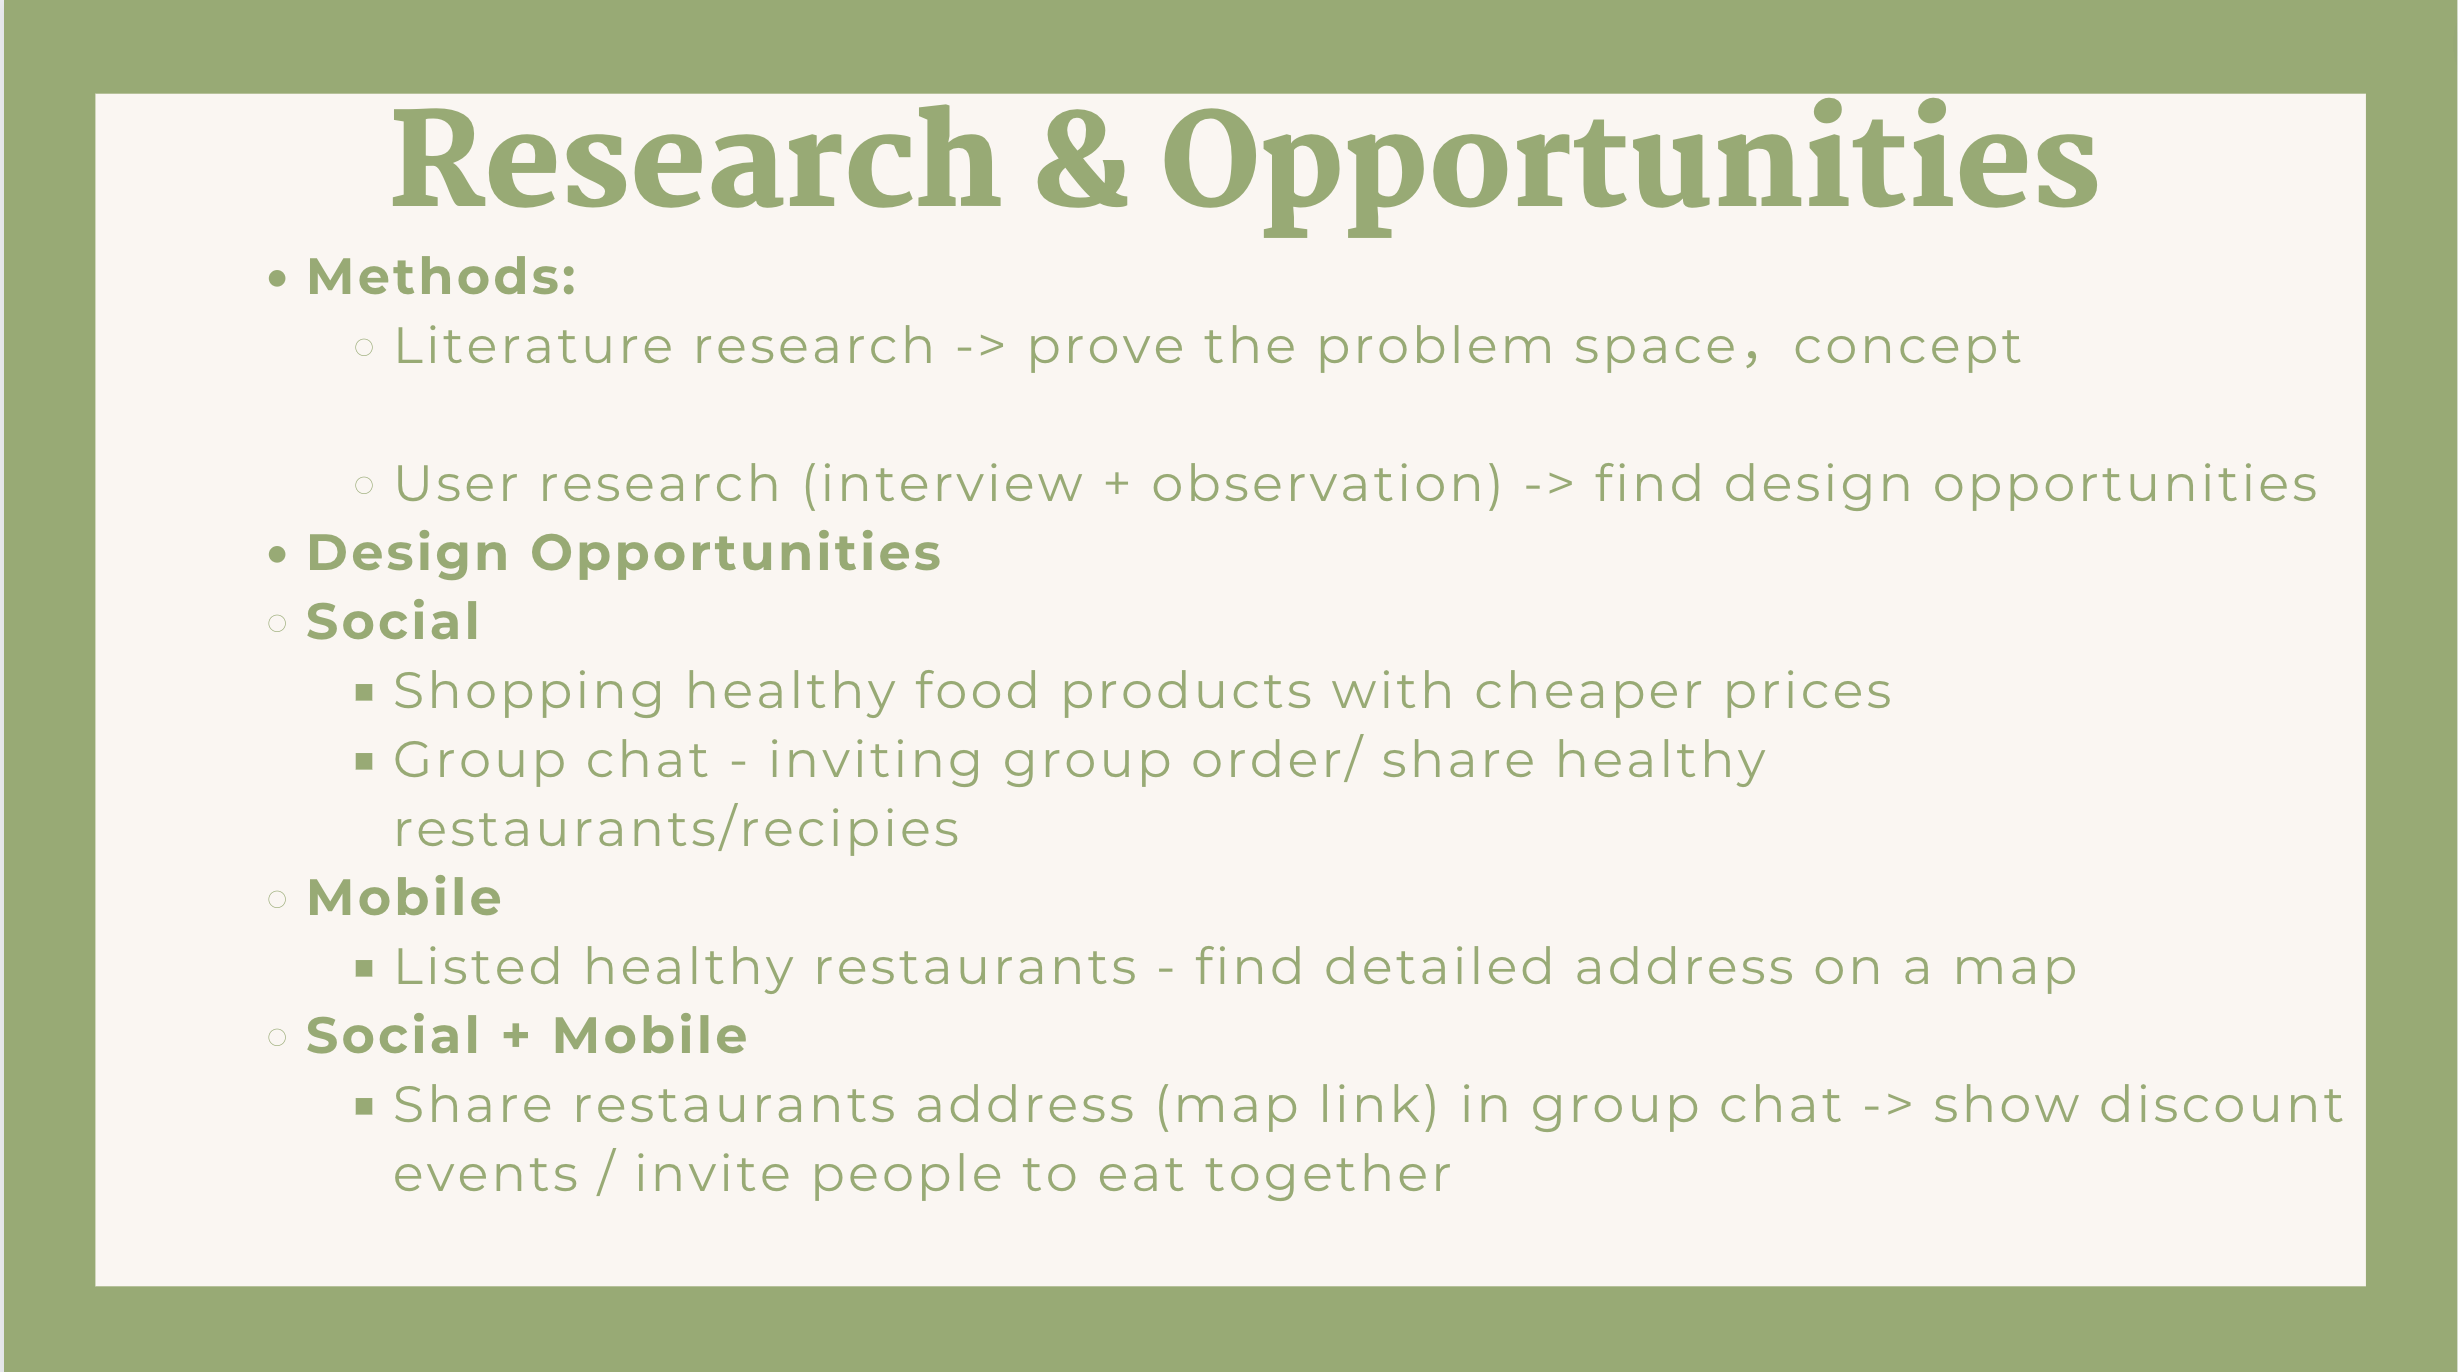 Research & Opportunities
• Methods:
○ Literature research -> prove the problem space，concept
○ User research (interview + observation) -> find design opportunities
• Design Opportunities
○ Social
▪ Shopping healthy food products with cheaper prices
▪ Group chat - inviting group order/ share healthy
restaurants/recipies
○ Mobile
▪ Listed healthy restaurants - find detailed address on a map
○ Social + Mobile
▪ Share restaurants address (map link) in group chat -> show discount
events / invite people to eat together